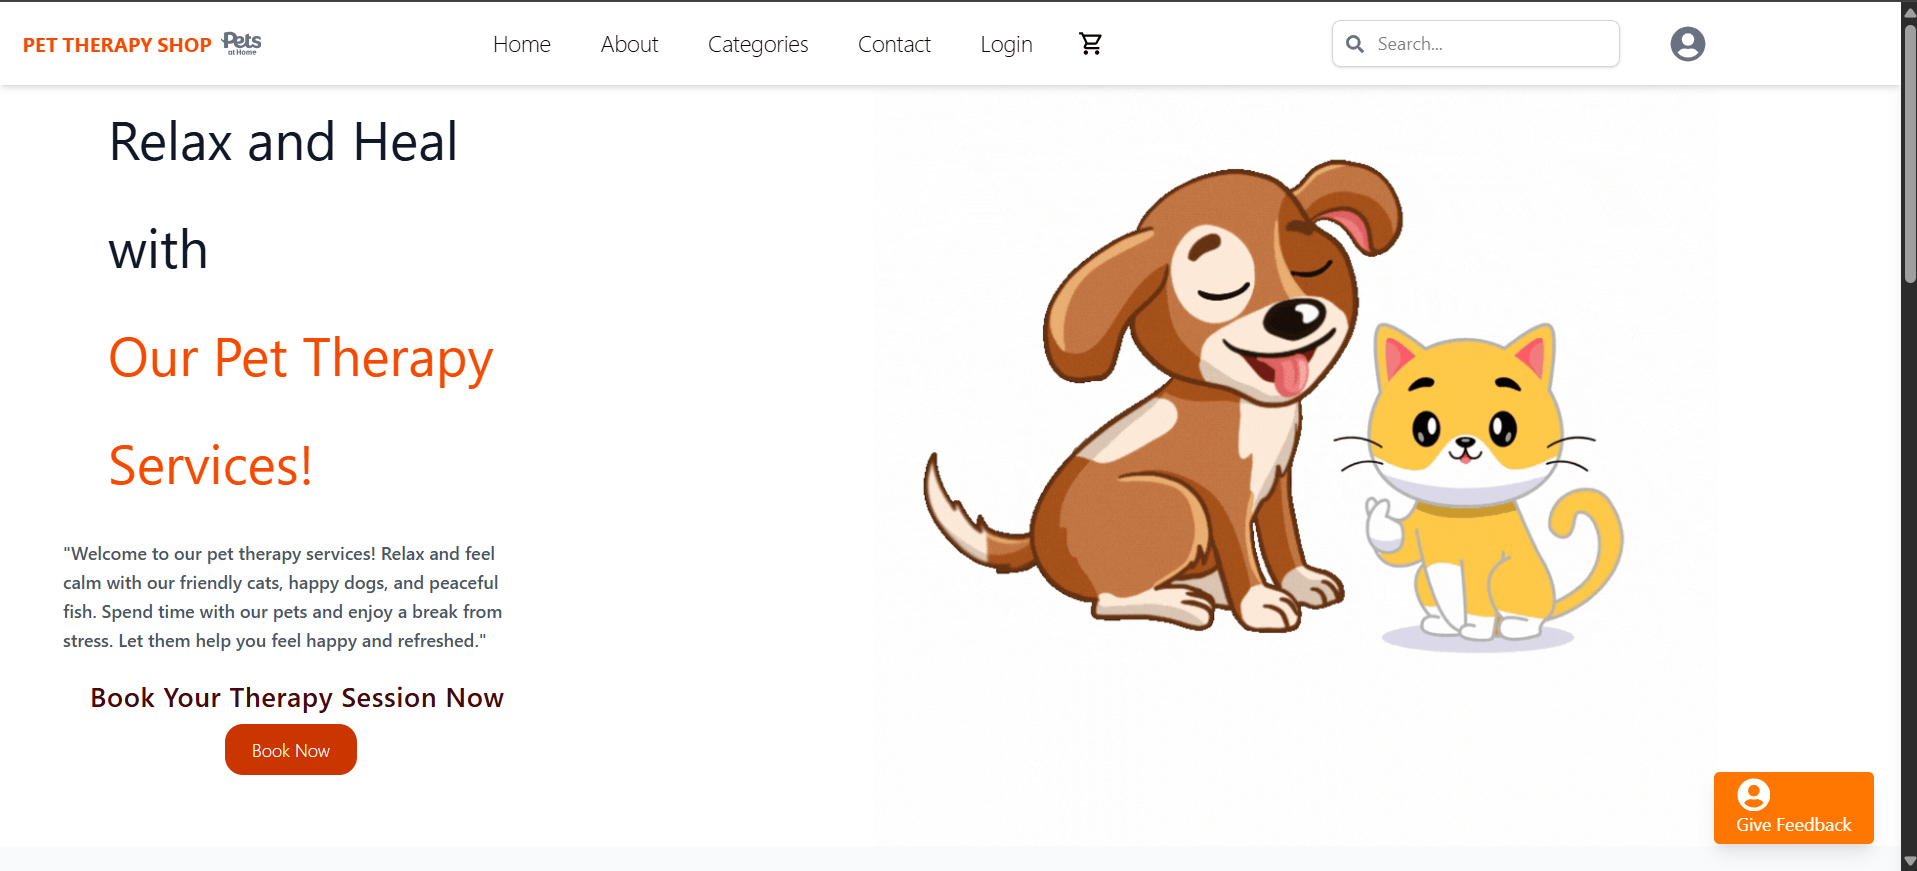 PET THERAPY SHOP Pets at Home
Home About Categories Contact Login
Search...
Relax and Heal
with
Our Pet Therapy
Services!
"Welcome to our pet therapy services! Relax and feel
calm with our friendly cats, happy dogs, and peaceful
fish. Spend time with our pets and enjoy a break from
stress. Let them help you feel happy and refreshed."
Book Your Therapy Session Now
Book Now
Give Feedback